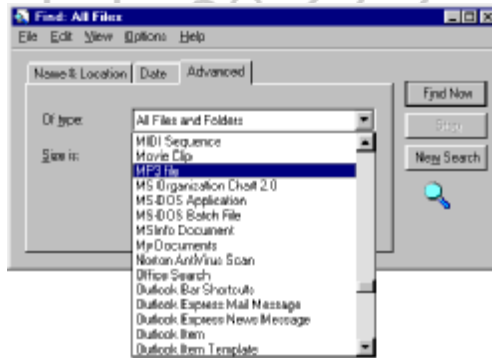 Find: All Files
File Edit View Options Help
Name & Location Date Advanced
Find Now
Of type: All Files and Folders
Stop
MIDI Sequence
Size is: Movie Clip
New Search
MP3 file
MS Organization Chart 2.0
MS-DOS Application
MS-DOS Batch File
MSInfo Document
My Documents
Norton AntiVirus Scan
Office Search
Outlook Bar Shortcuts
Outlook Express Mail Message
Outlook Express News Message
Outlook Item
Outlook Item Template